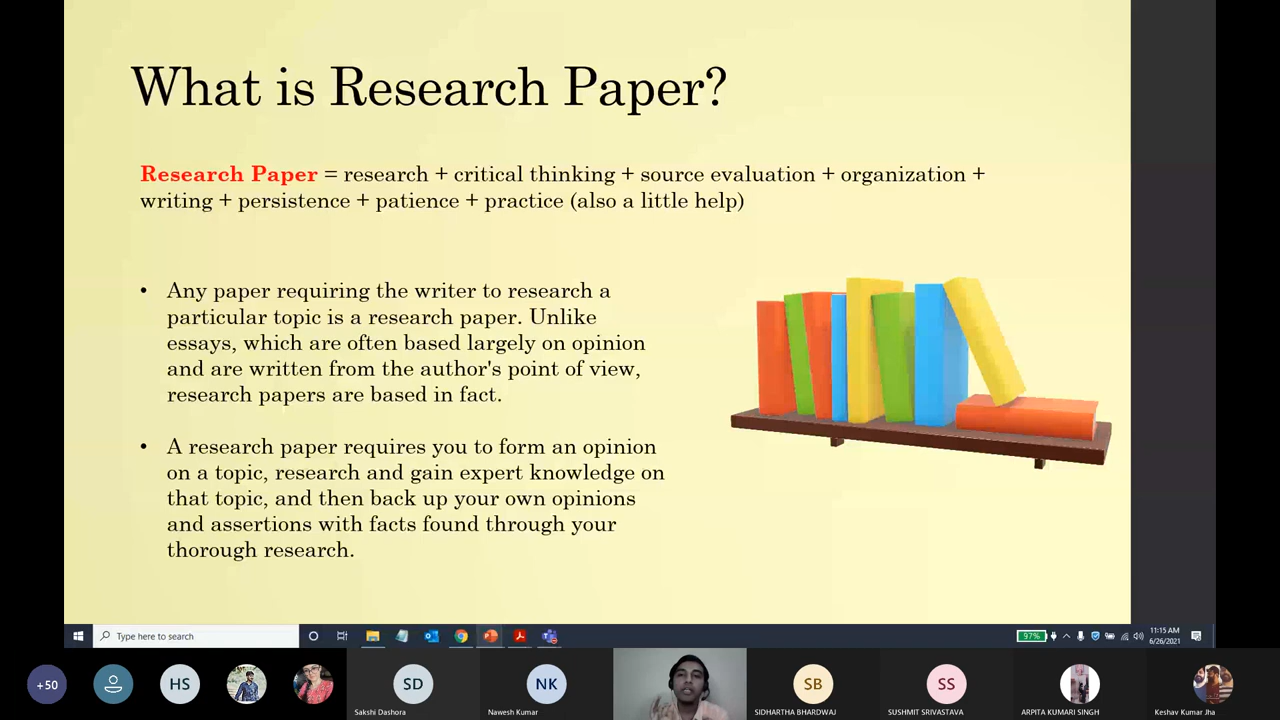 What is Research Paper?
Research Paper = research + critical thinking + source evaluation + organization +
writing + persistence + patience + practice (also a little help)
• Any paper requiring the writer to research a
particular topic is a research paper. Unlike
essays, which are often based largely on opinion
and are written from the author's point of view,
research papers are based in fact.
• A research paper requires you to form an opinion
on a topic, research and gain expert knowledge on
that topic, and then back up your own opinions
and assertions with facts found through your
thorough research.
Type here to search
97%
11:15 AM
6/26/2021
+50
HS
SD
NK
SB
SS
Sakshi Dashora
Nawesh Kumar
SIDHARTHA BHARDWAJ
SUSHMIT SRIVASTAVA
ARPITA KUMARI SINGH
Keshav Kumar Jha